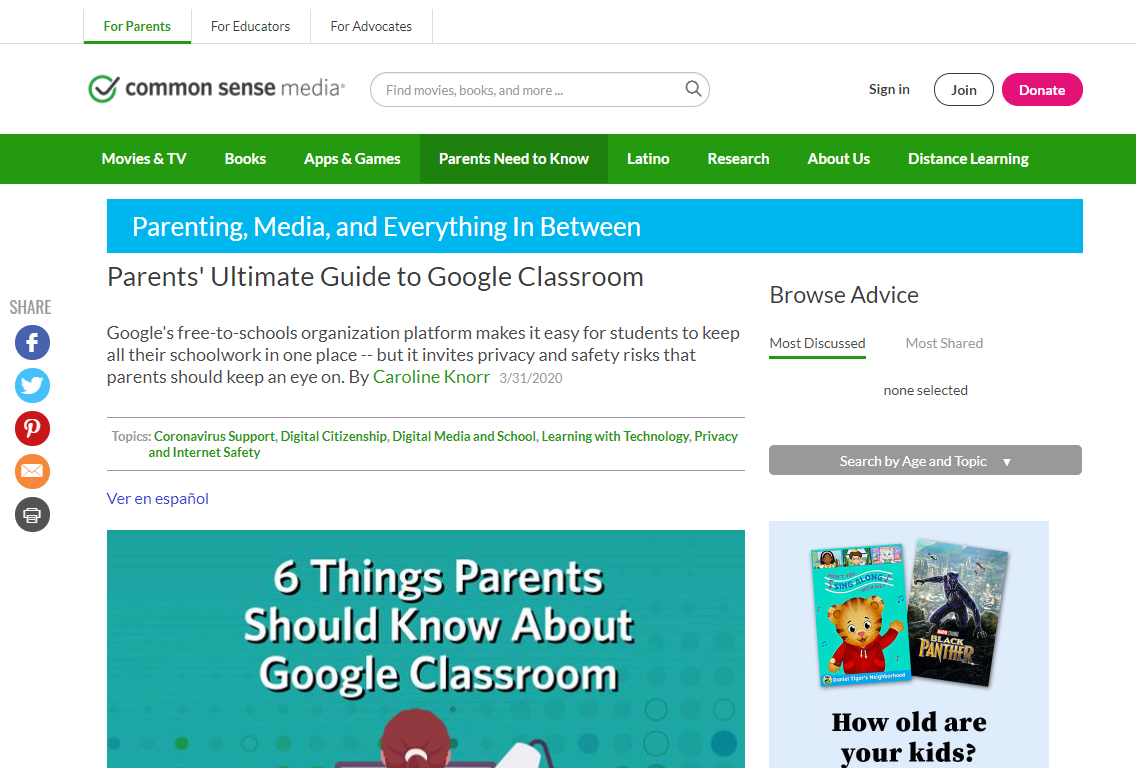 For Parents
For Educators
For Advocates
common sense media®
Find movies, books, and more ...
Sign in
Join
Donate
Movies & TV
Books
Apps & Games
Parents Need to Know
Latino
Research
About Us
Distance Learning
Parenting, Media, and Everything In Between
Parents' Ultimate Guide to Google Classroom
SHARE
Google's free-to-schools organization platform makes it easy for students to keep
all their schoolwork in one place -- but it invites privacy and safety risks that
parents should keep an eye on. By Caroline Knorr 3/31/2020
Topics: Coronavirus Support, Digital Citizenship, Digital Media and School, Learning with Technology, Privacy
and Internet Safety
Ver en español
6 Things Parents
Should Know About
Google Classroom
Browse Advice
Most Discussed
Most Shared
none selected
Search by Age and Topic ▼
SING ALONG
WITH ME
Daniel Tiger's Neighborhood
BLACK
PANTHER
How old are
your kids?